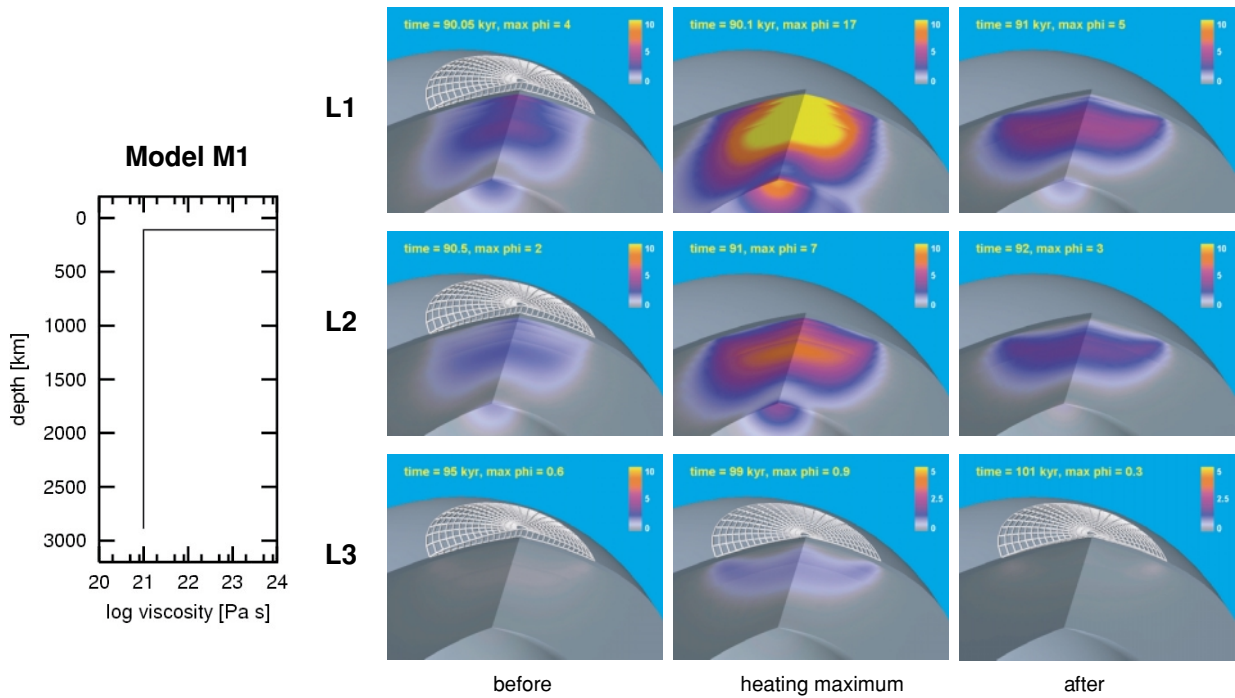 Model M1
0
500
1000
1500
2000
2500
3000
depth [km]
20 21 22 23 24
log viscosity [Pa s]
L1
time = 90.05 kyr, max phi = 4
10
5
0
time = 90.1 kyr, max phi = 17
10
5
0
time = 91 kyr, max phi = 5
10
5
0
L2
time = 90.5, max phi = 2
10
5
0
time = 91, max phi = 7
10
5
0
time = 92, max phi = 3
10
5
0
L3
time = 95 kyr, max phi = 0.6
10
5
0
time = 99 kyr, max phi = 0.9
5
2.5
0
time = 101 kyr, max phi = 0.3
5
2.5
0
before
heating maximum
after